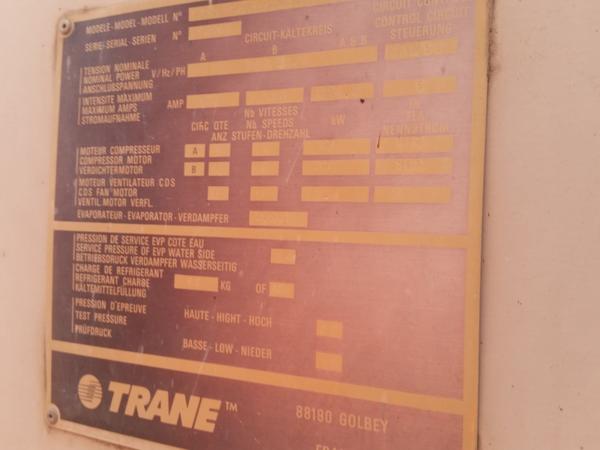 MODELE-MODEL-MODELL N°
SERIE-SERIAL-SERIEN N°
CIRCUIT-KÄLTEKREIS
CONTROL CIRCUIT
STEUERUNG
A B A & B
TENSION NOMINALE
NOMINAL POWER V/Hz/PH
ANSCHLUSSPANNUNG
INTENSITE MAXIMUM
MAXIMUM AMPS AMP
STROMAUFNAHME
CIRC QTE
Nb VITESSES
Nb SPEEDS
ANZ STUFEN-DREHZAHL
kW
NENNSTROM
MOTEUR COMPRESSEUR
COMPRESSOR MOTOR
VERDICHTERMOTOR
A
B
MOTEUR VENTILATEUR CDS
CDS FAN MOTOR
VENTIL MOTOR VERFL.
EVAPORATEUR-EVAPORATOR-VERDAMPFER
PRESSION DE SERVICE EVP COTE EAU
SERVICE PRESSURE OF EVP WATER SIDE
BETRIEBSDRUCK VERDAMPFER WASSERSEITIG
CHARGE DE REFRIGERANT
REFRIGERANT CHARGE KG OF
KÄLTEMITTELFÜLLUNG
PRESSION D'EPREUVE
TEST PRESSURE
PRÜFDRUCK
HAUTE-HIGHT-HOCH
BASSE-LOW-NIEDER
TRANE™
88190 GOLBEY